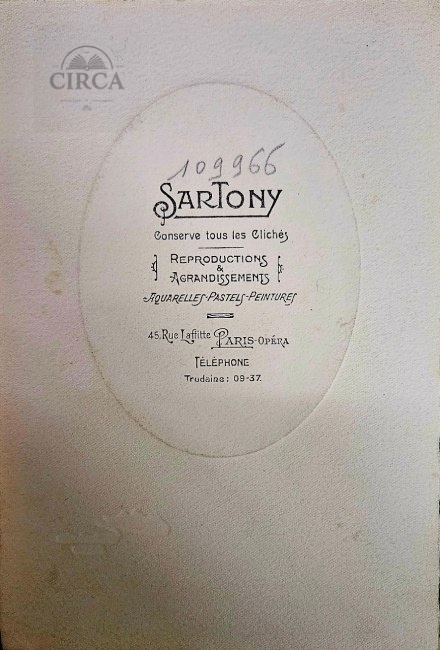 CIRCA
109966
SARTONY
Conserve tous les Clichés
REPRODUCTIONS
&
AGRANDISSEMENTS
AQUARELLES-PASTELS-PEINTURES
45, Rue Laffitte PARIS-OPÉRA
TÉLÉPHONE
Trudaine: 09-37.